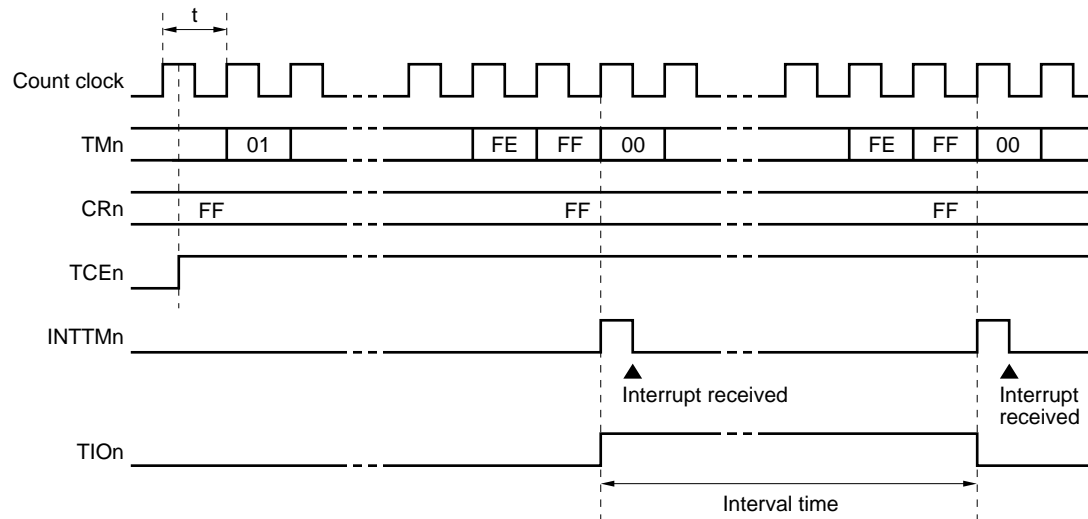 t
Count clock
TMn 01 FE FF 00 FE FF 00
CRn FF FF FF
TCEn
INTTMn
Interrupt received Interrupt
received
TIOn
Interval time